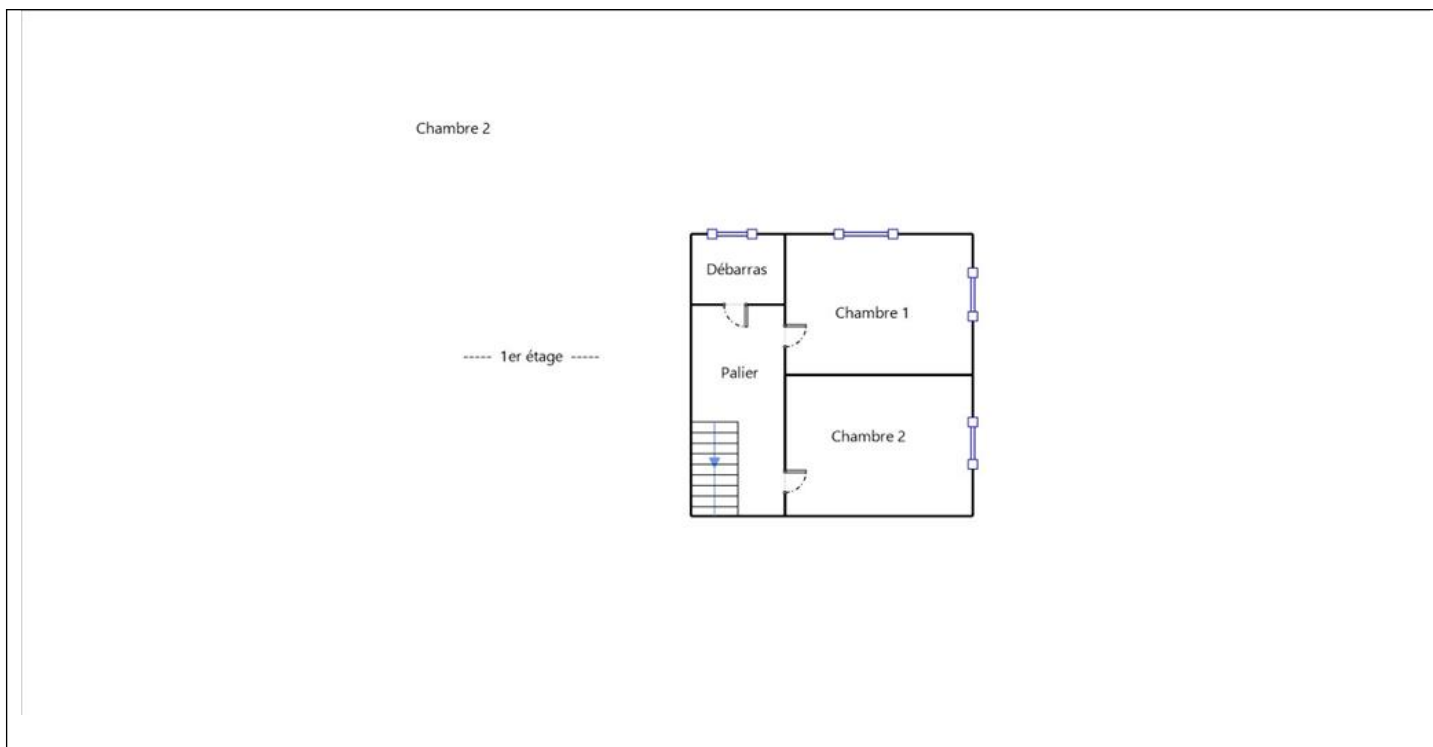 Chambre 2
Débarras
Chambre 1
----- 1er étage -----
Palier
Chambre 2